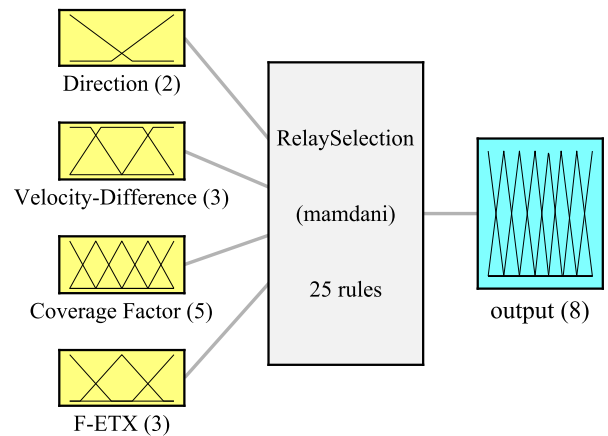 Direction (2)
Velocity-Difference (3)
Coverage Factor (5)
F-ETX (3)
RelaySelection
(mamdani)
25 rules
output (8)